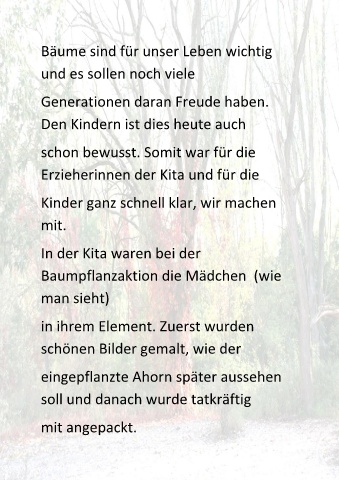 Bäume sind für unser Leben wichtig
und es sollen noch viele
Generationen daran Freude haben.
Den Kindern ist dies heute auch
schon bewusst. Somit war für die
Erzieherinnen der Kita und für die
Kinder ganz schnell klar, wir machen
mit.
In der Kita waren bei der
Baumpflanzaktion die Mädchen  (wie
man sieht)
in ihrem Element. Zuerst wurden
schönen Bilder gemalt, wie der
eingepflanzte Ahorn später aussehen
soll und danach wurde tatkräftig
mit angepackt.